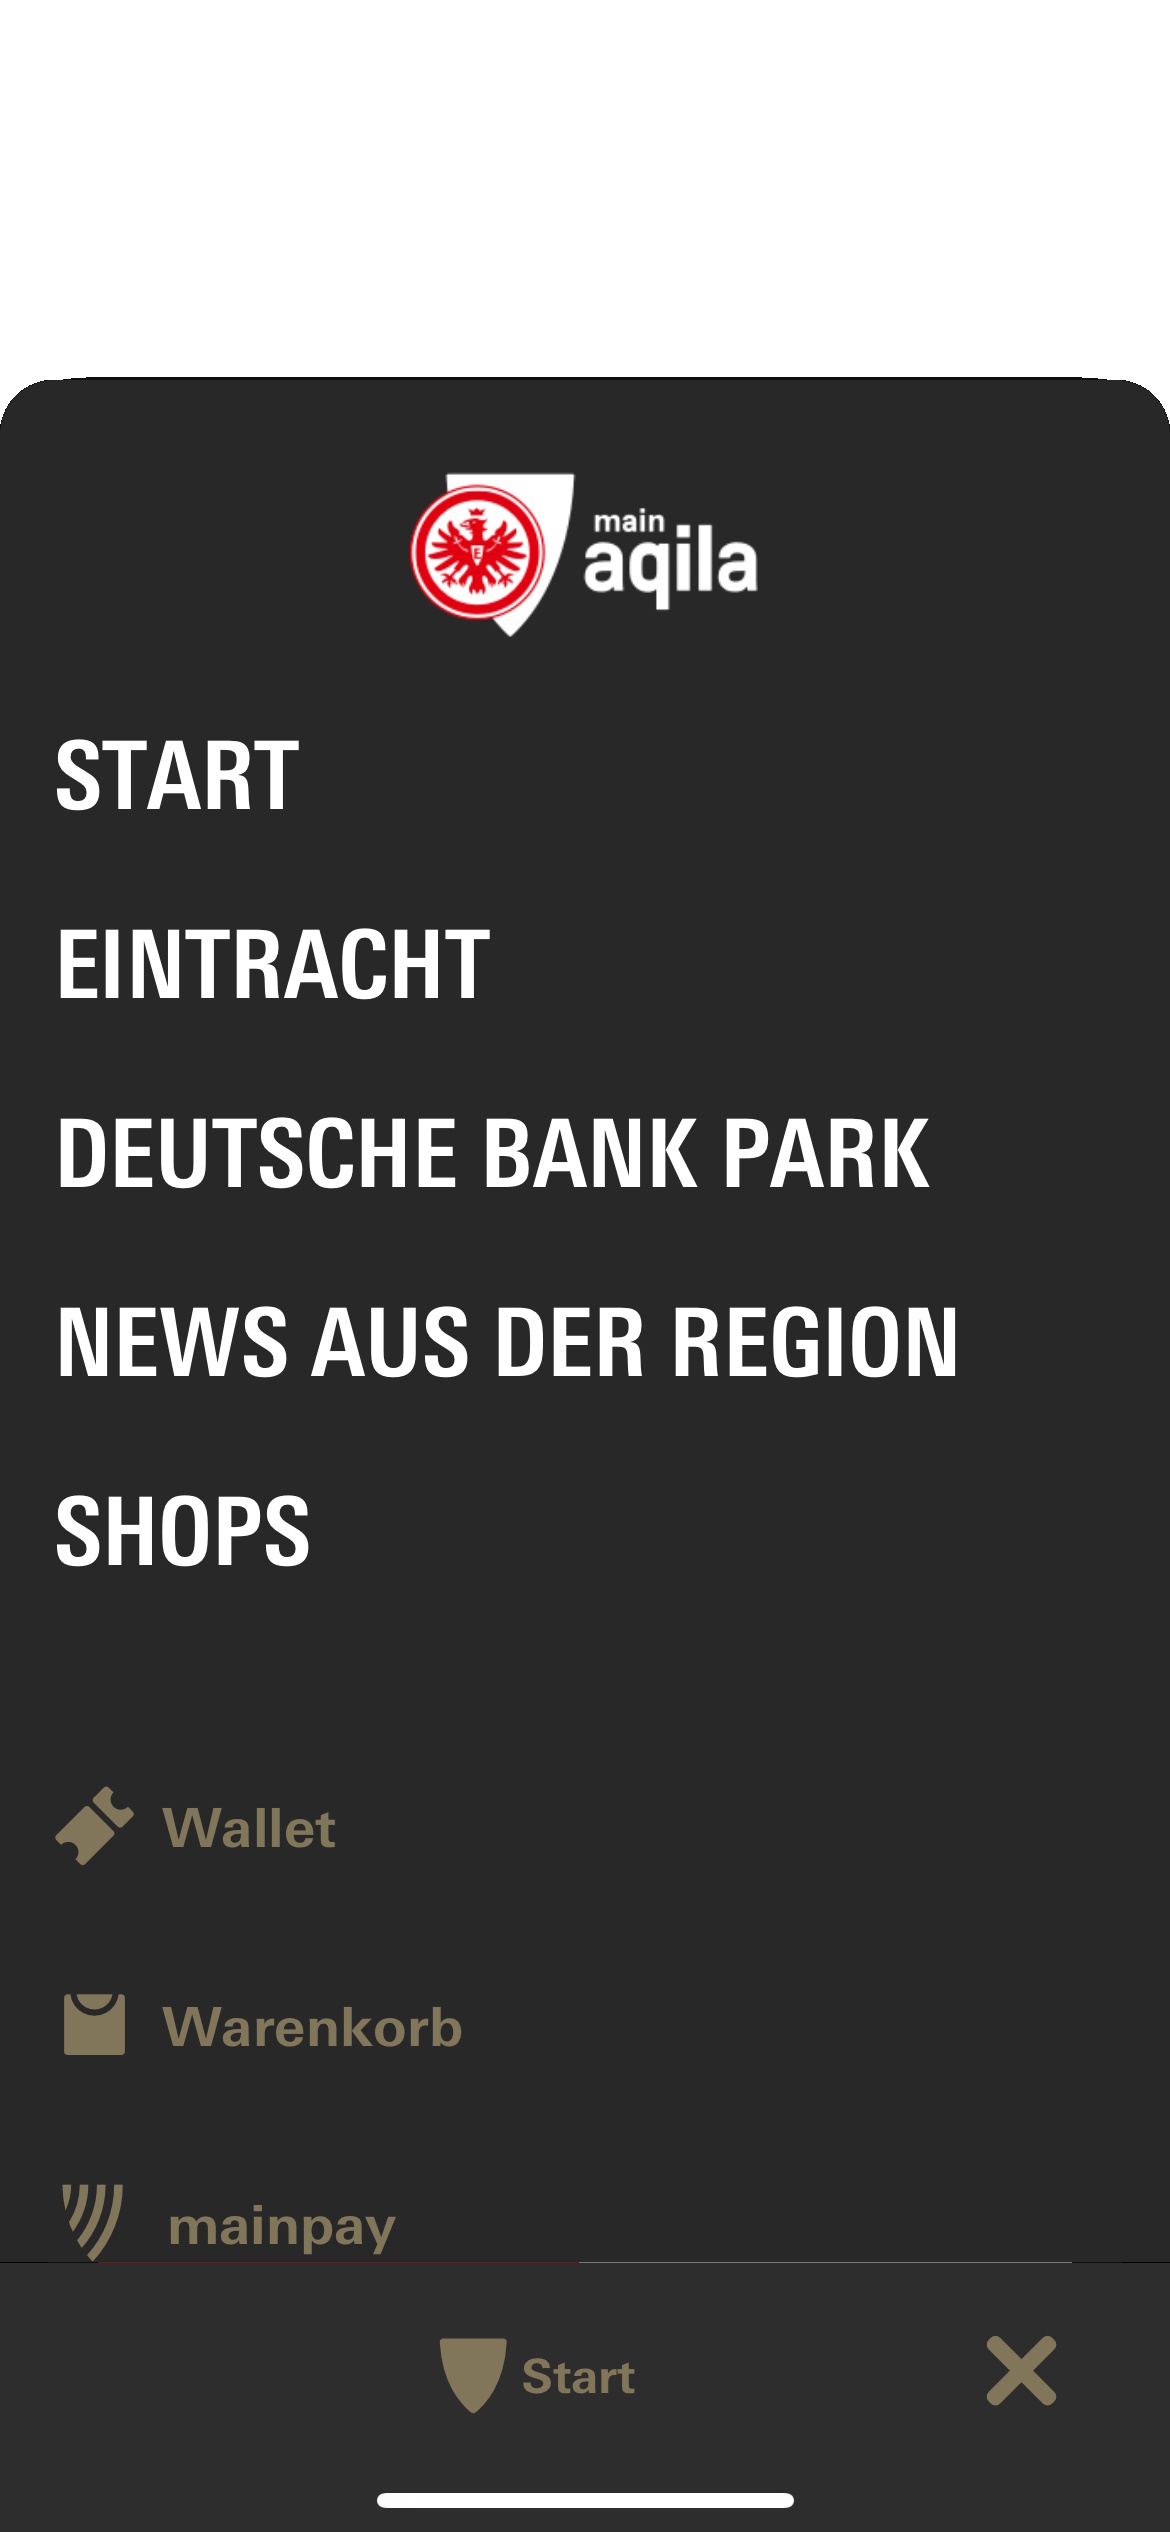 main
aqila
START
EINTRACHT
DEUTSCHE BANK PARK
NEWS AUS DER REGION
SHOPS
Wallet
Warenkorb
mainpay
Start